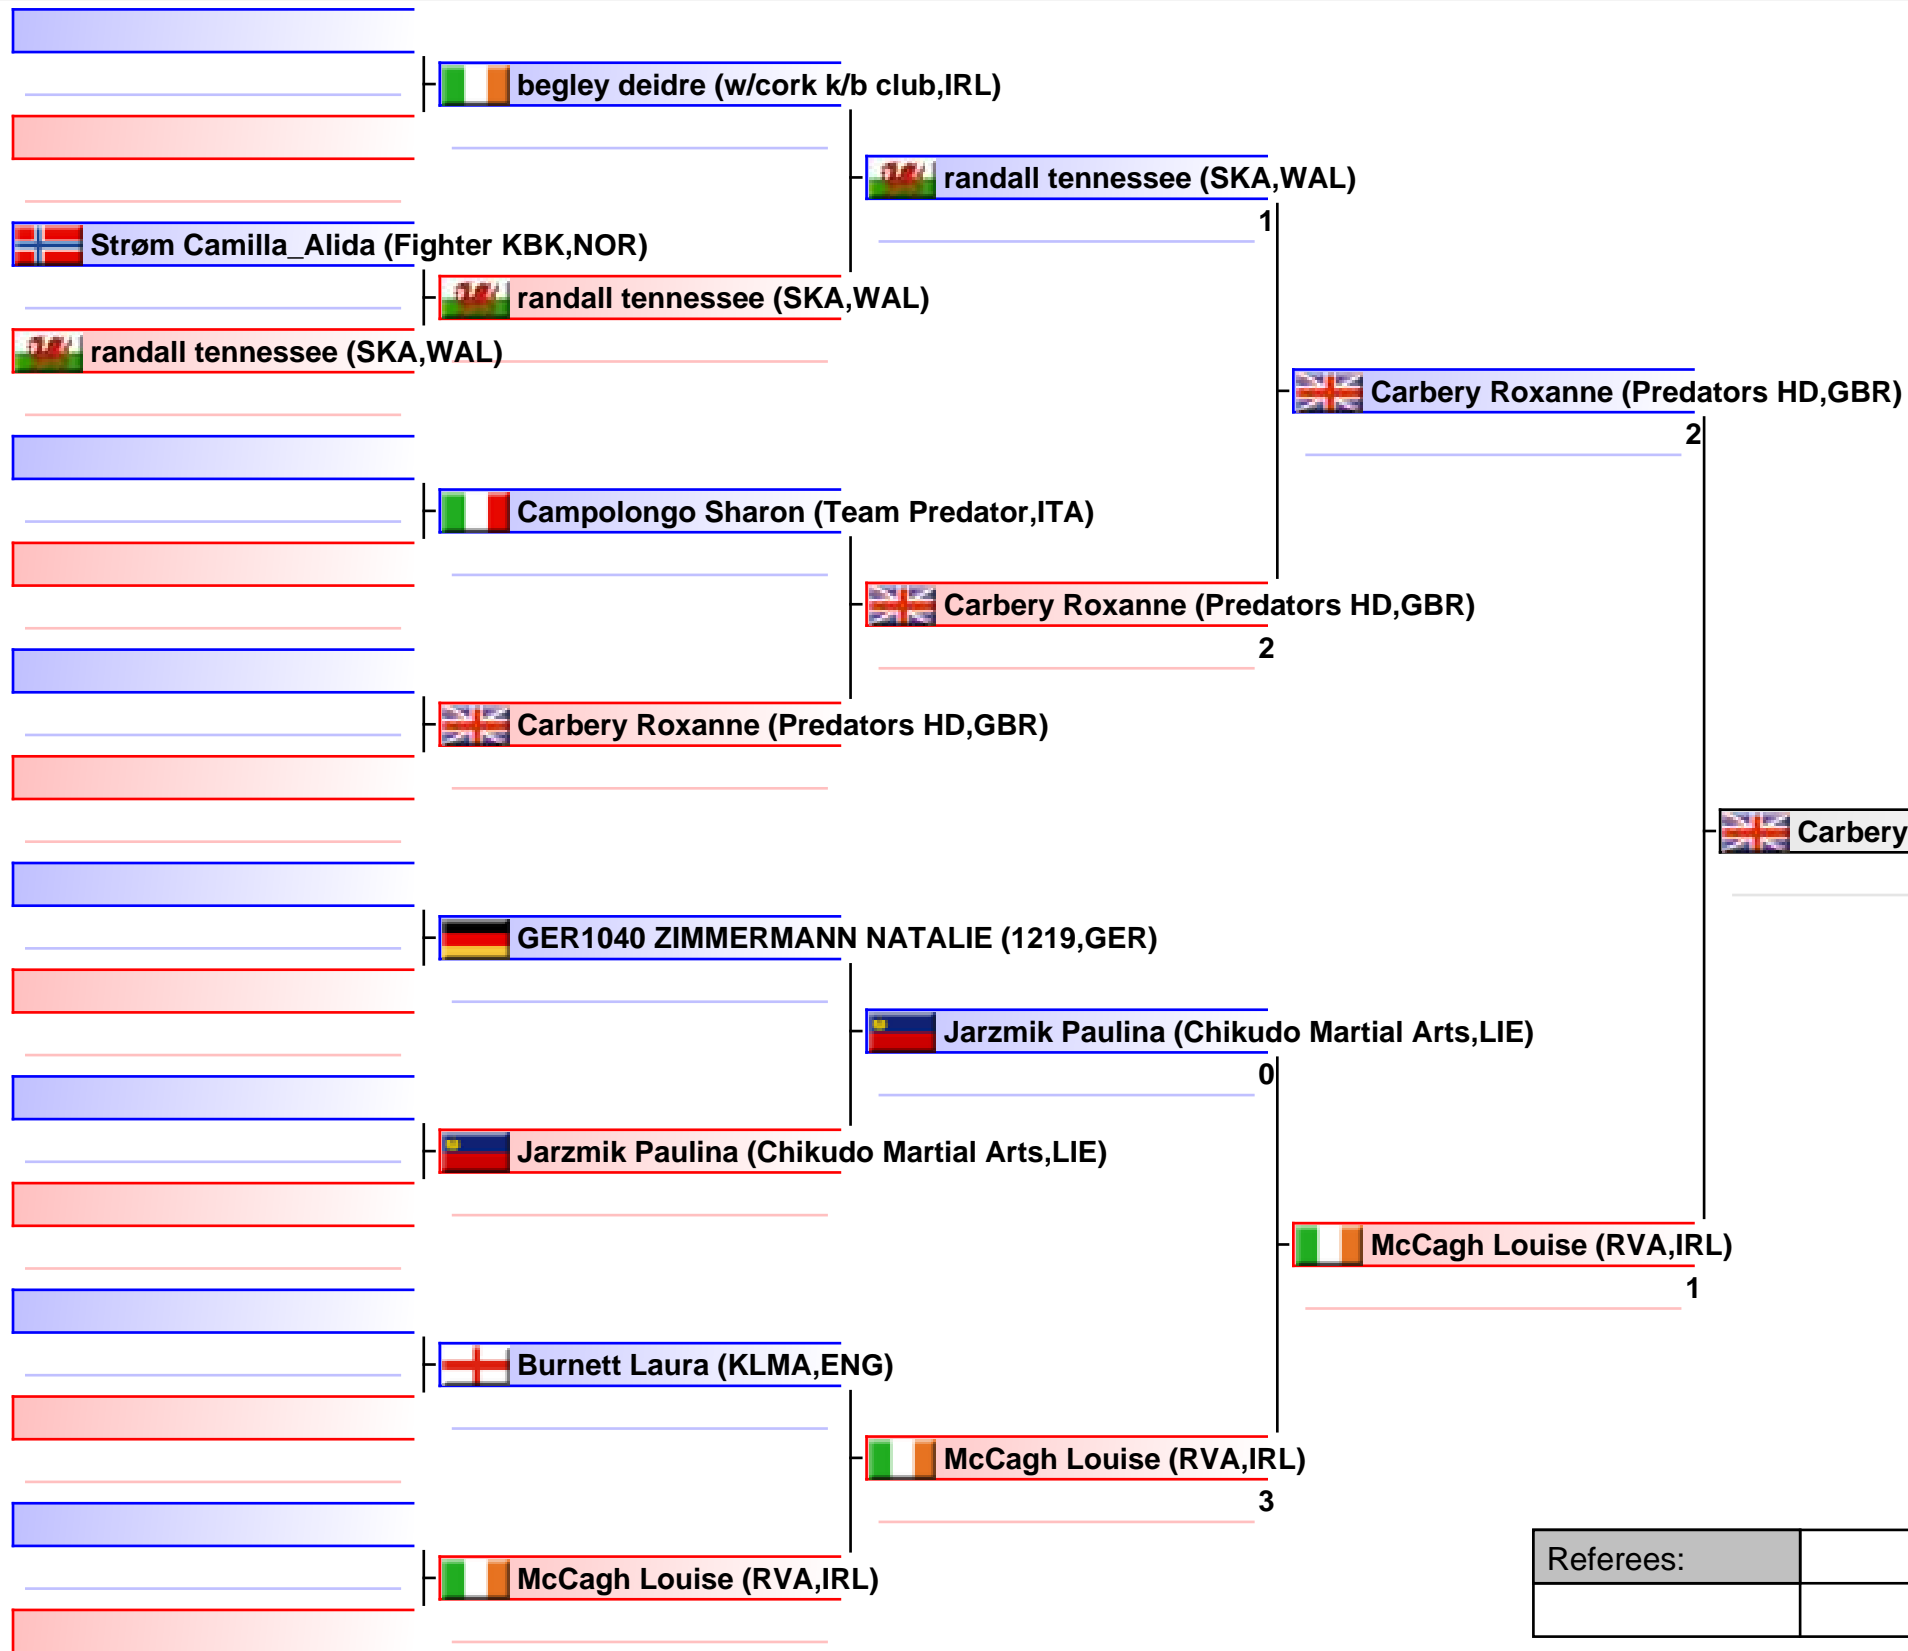 begley deidre (w/cork k/b club,IRL)
randall tennessee (SKA,WAL)
1
Strøm Camilla_Alida (Fighter KBK,NOR)
randall tennessee (SKA,WAL)
randall tennessee (SKA,WAL)
Carbery Roxanne (Predators HD,GBR)
2
Campolongo Sharon (Team Predator,ITA)
Carbery Roxanne (Predators HD,GBR)
2
Carbery Roxanne (Predators HD,GBR)
Carbery
GER1040 ZIMMERMANN NATALIE (1219,GER)
Jarzmik Paulina (Chikudo Martial Arts,LIE)
0
Jarzmik Paulina (Chikudo Martial Arts,LIE)
McCagh Louise (RVA,IRL)
1
Burnett Laura (KLMA,ENG)
McCagh Louise (RVA,IRL)
3
Referees:
McCagh Louise (RVA,IRL)